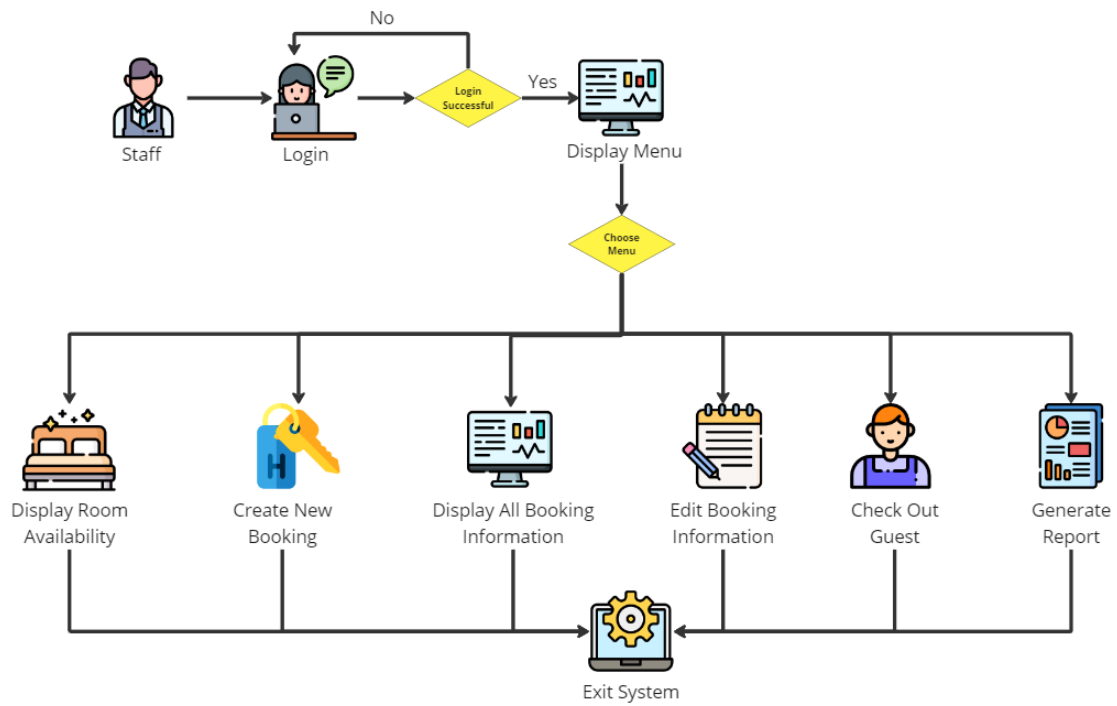 No
Login
Successful
Yes
Staff
Login
Display Menu
Choose
Menu
H
Display Room
Availability
Create New
Booking
Display All Booking
Information
Edit Booking
Information
Check Out
Guest
Generate
Report
Exit System